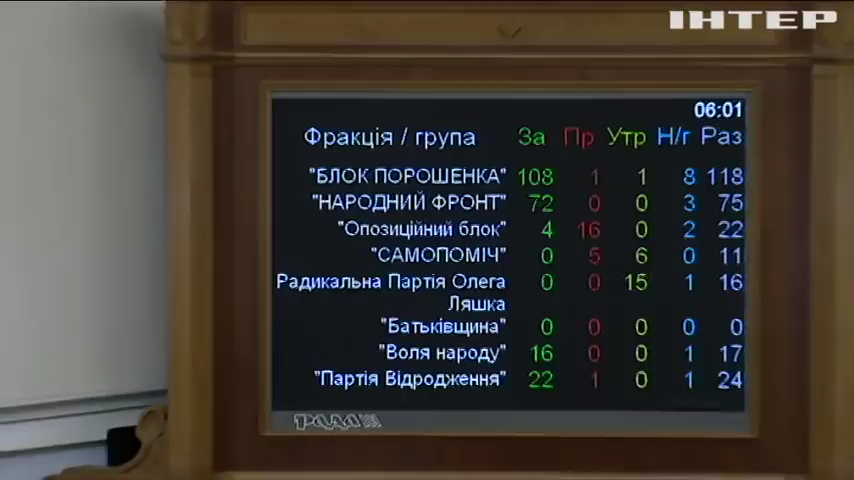 ІНТЕР
06:01
Фракція / група За Пр Утр Н/г Раз
"БЛОК ПОРОШЕНКА" 108 1 1 8 118
"НАРОДНИЙ ФРОНТ" 72 0 0 3 75
"Опозиційний блок" 4 16 0 2 22
"САМОПОМІЧ" 0 5 6 0 11
Радикальна Партія Олега 0 0 15 1 16
Ляшка
"Батьківщина" 0 0 0 0 0
"Воля народу" 16 0 0 1 17
"Партія Відродження" 22 1 0 1 24
РАДА